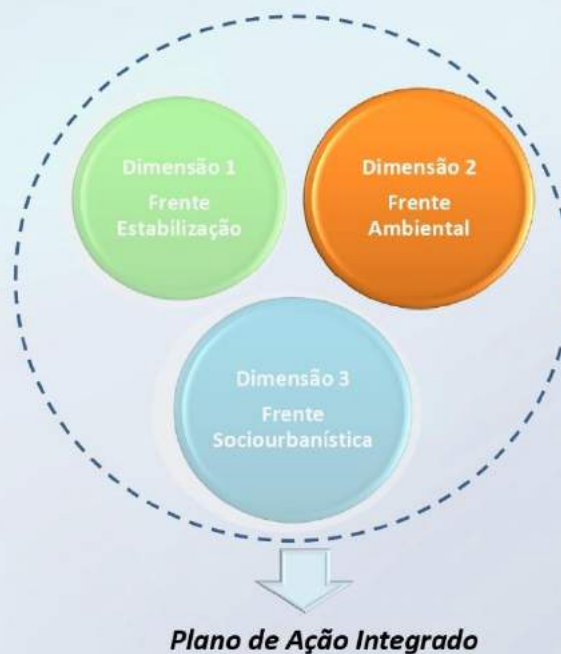 Dimensão 1
Frente
Estabilização
Dimensão 2
Frente
Ambiental
Dimensão 3
Frente
Sociourbanística
Plano de Ação Integrado